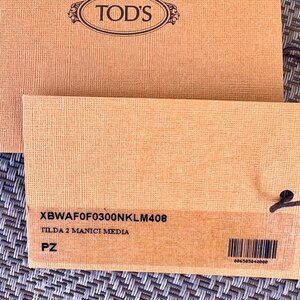 TOD'S
XBWAF0F0300NKLM408
TILDA 2 MANICI MEDIA
PZ